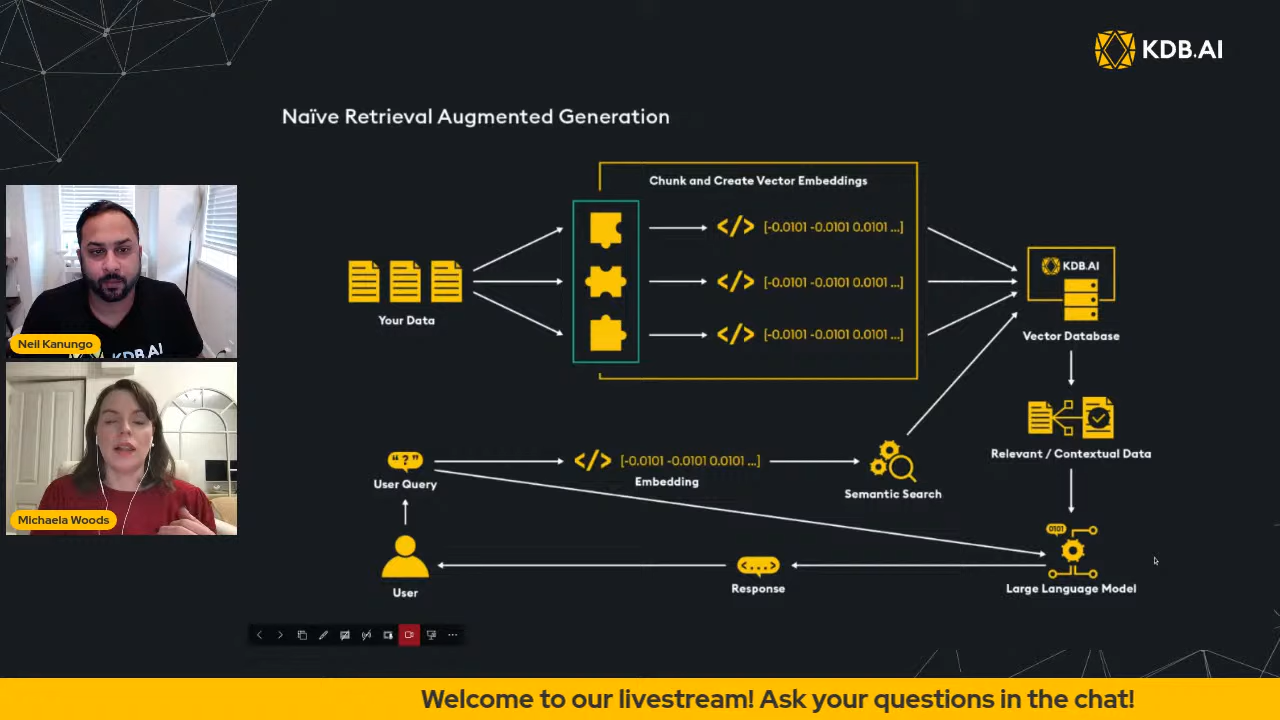 KDB.AI
Naïve Retrieval Augmented Generation
Chunk and Create Vector Embeddings
</> [-0.0101 -0.0101 0.0101 ...]
</> [-0.0101 -0.0101 0.0101 ...]
</> [-0.0101 -0.0101 0.0101 ...]
Your Data
KDB.AI
Vector Database
Relevant / Contextual Data
"?"
User Query
</> [-0.0101 -0.0101 0.0101 ...]
Embedding
Semantic Search
0101
Large Language Model
<...>
Response
User
KDB.AI
Neil Kanungo
Michaela Woods
Welcome to our livestream! Ask your questions in the chat!